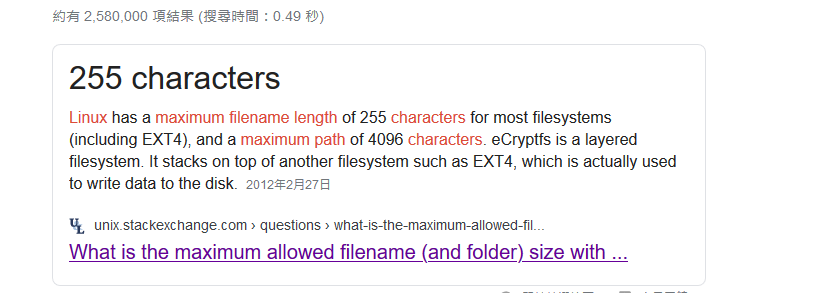 約有 2,580,000 項結果 (搜尋時間：0.49 秒)
255 characters
Linux has a maximum filename length of 255 characters for most filesystems
(including EXT4), and a maximum path of 4096 characters. eCryptfs is a layered
filesystem. It stacks on top of another filesystem such as EXT4, which is actually used
to write data to the disk. 2012年2月27日
UL unix.stackexchange.com › questions › what-is-the-maximum-allowed-fil...
What is the maximum allowed filename (and folder) size with ...